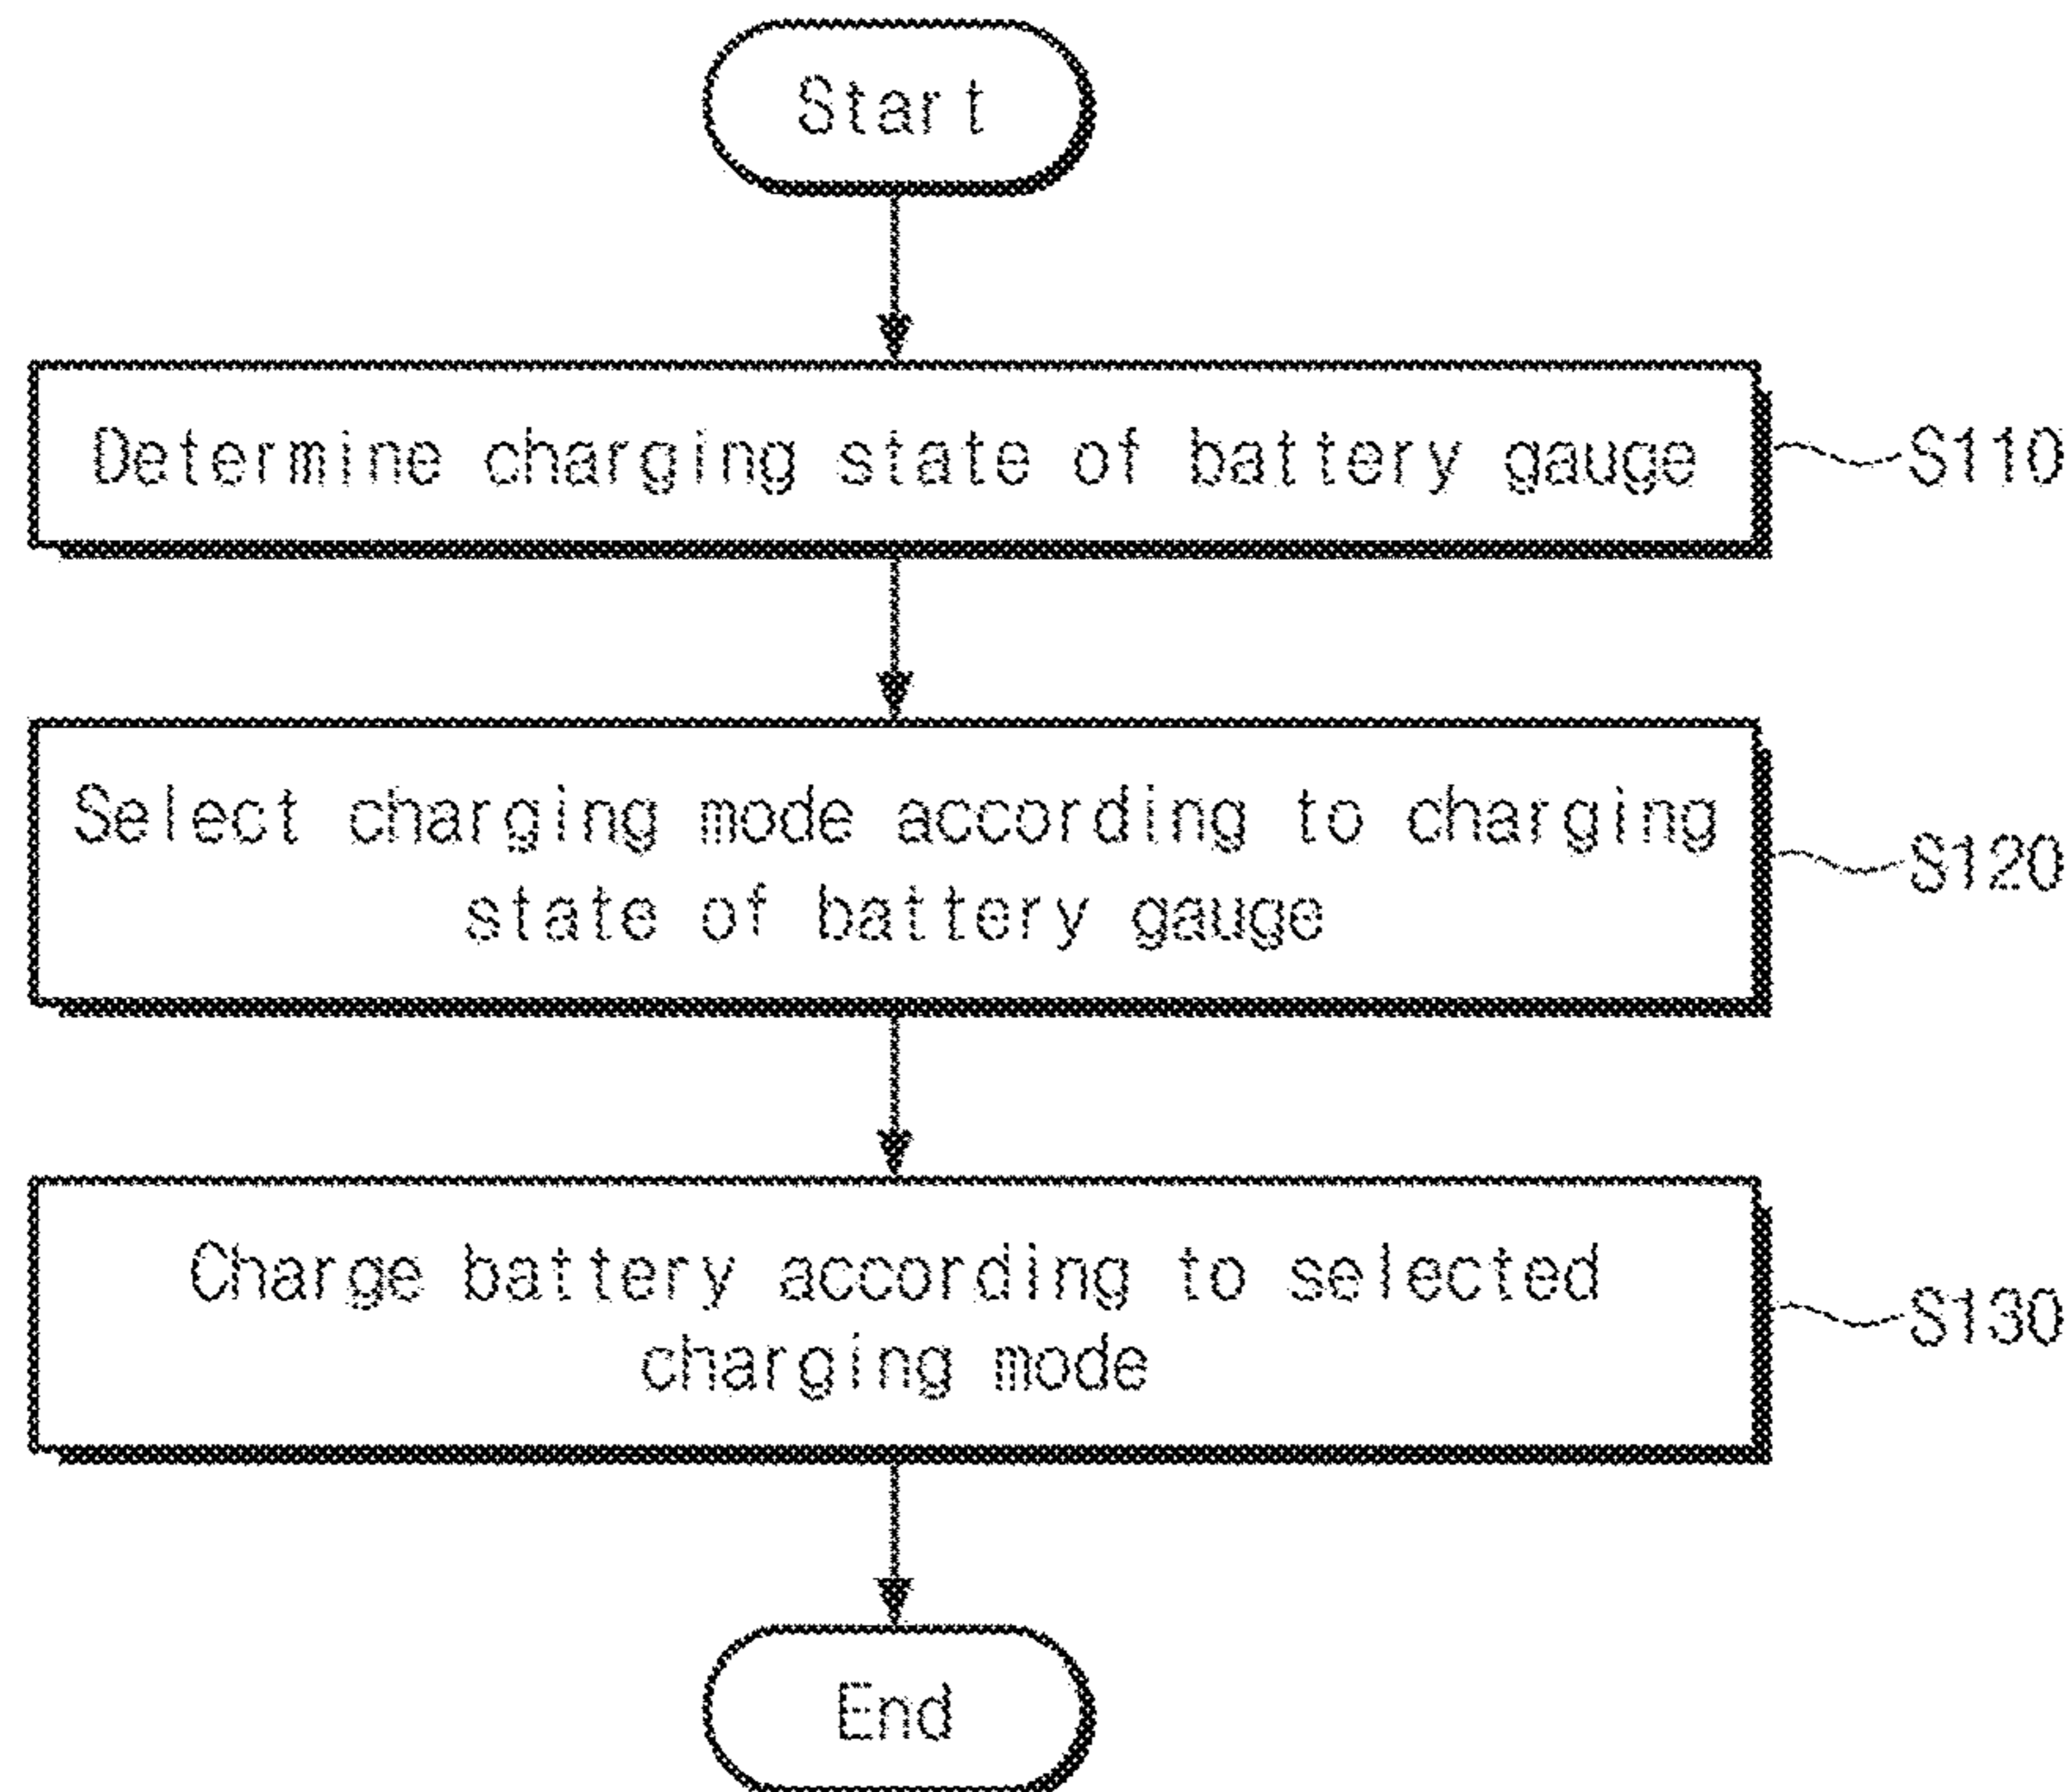 Start
Determine charging state of battery gauge
S110
Select charging mode according to charging
state of battery gauge
S120
Charge battery according to selected
charging mode
S130
End